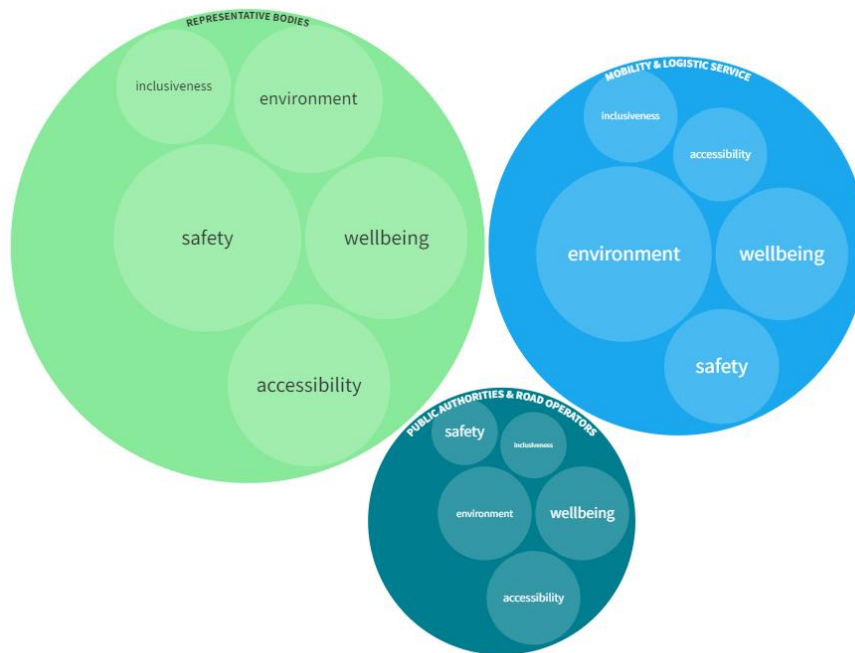 REPRESENTATIVE BODIES
inclusiveness
environment
safety
wellbeing
accessibility
MOBILITY & LOGISTIC SERVICE
inclusiveness
accessibility
environment
wellbeing
safety
PUBLIC AUTHORITIES & ROAD OPERATORS
safety
inclusiveness
environment
wellbeing
accessibility